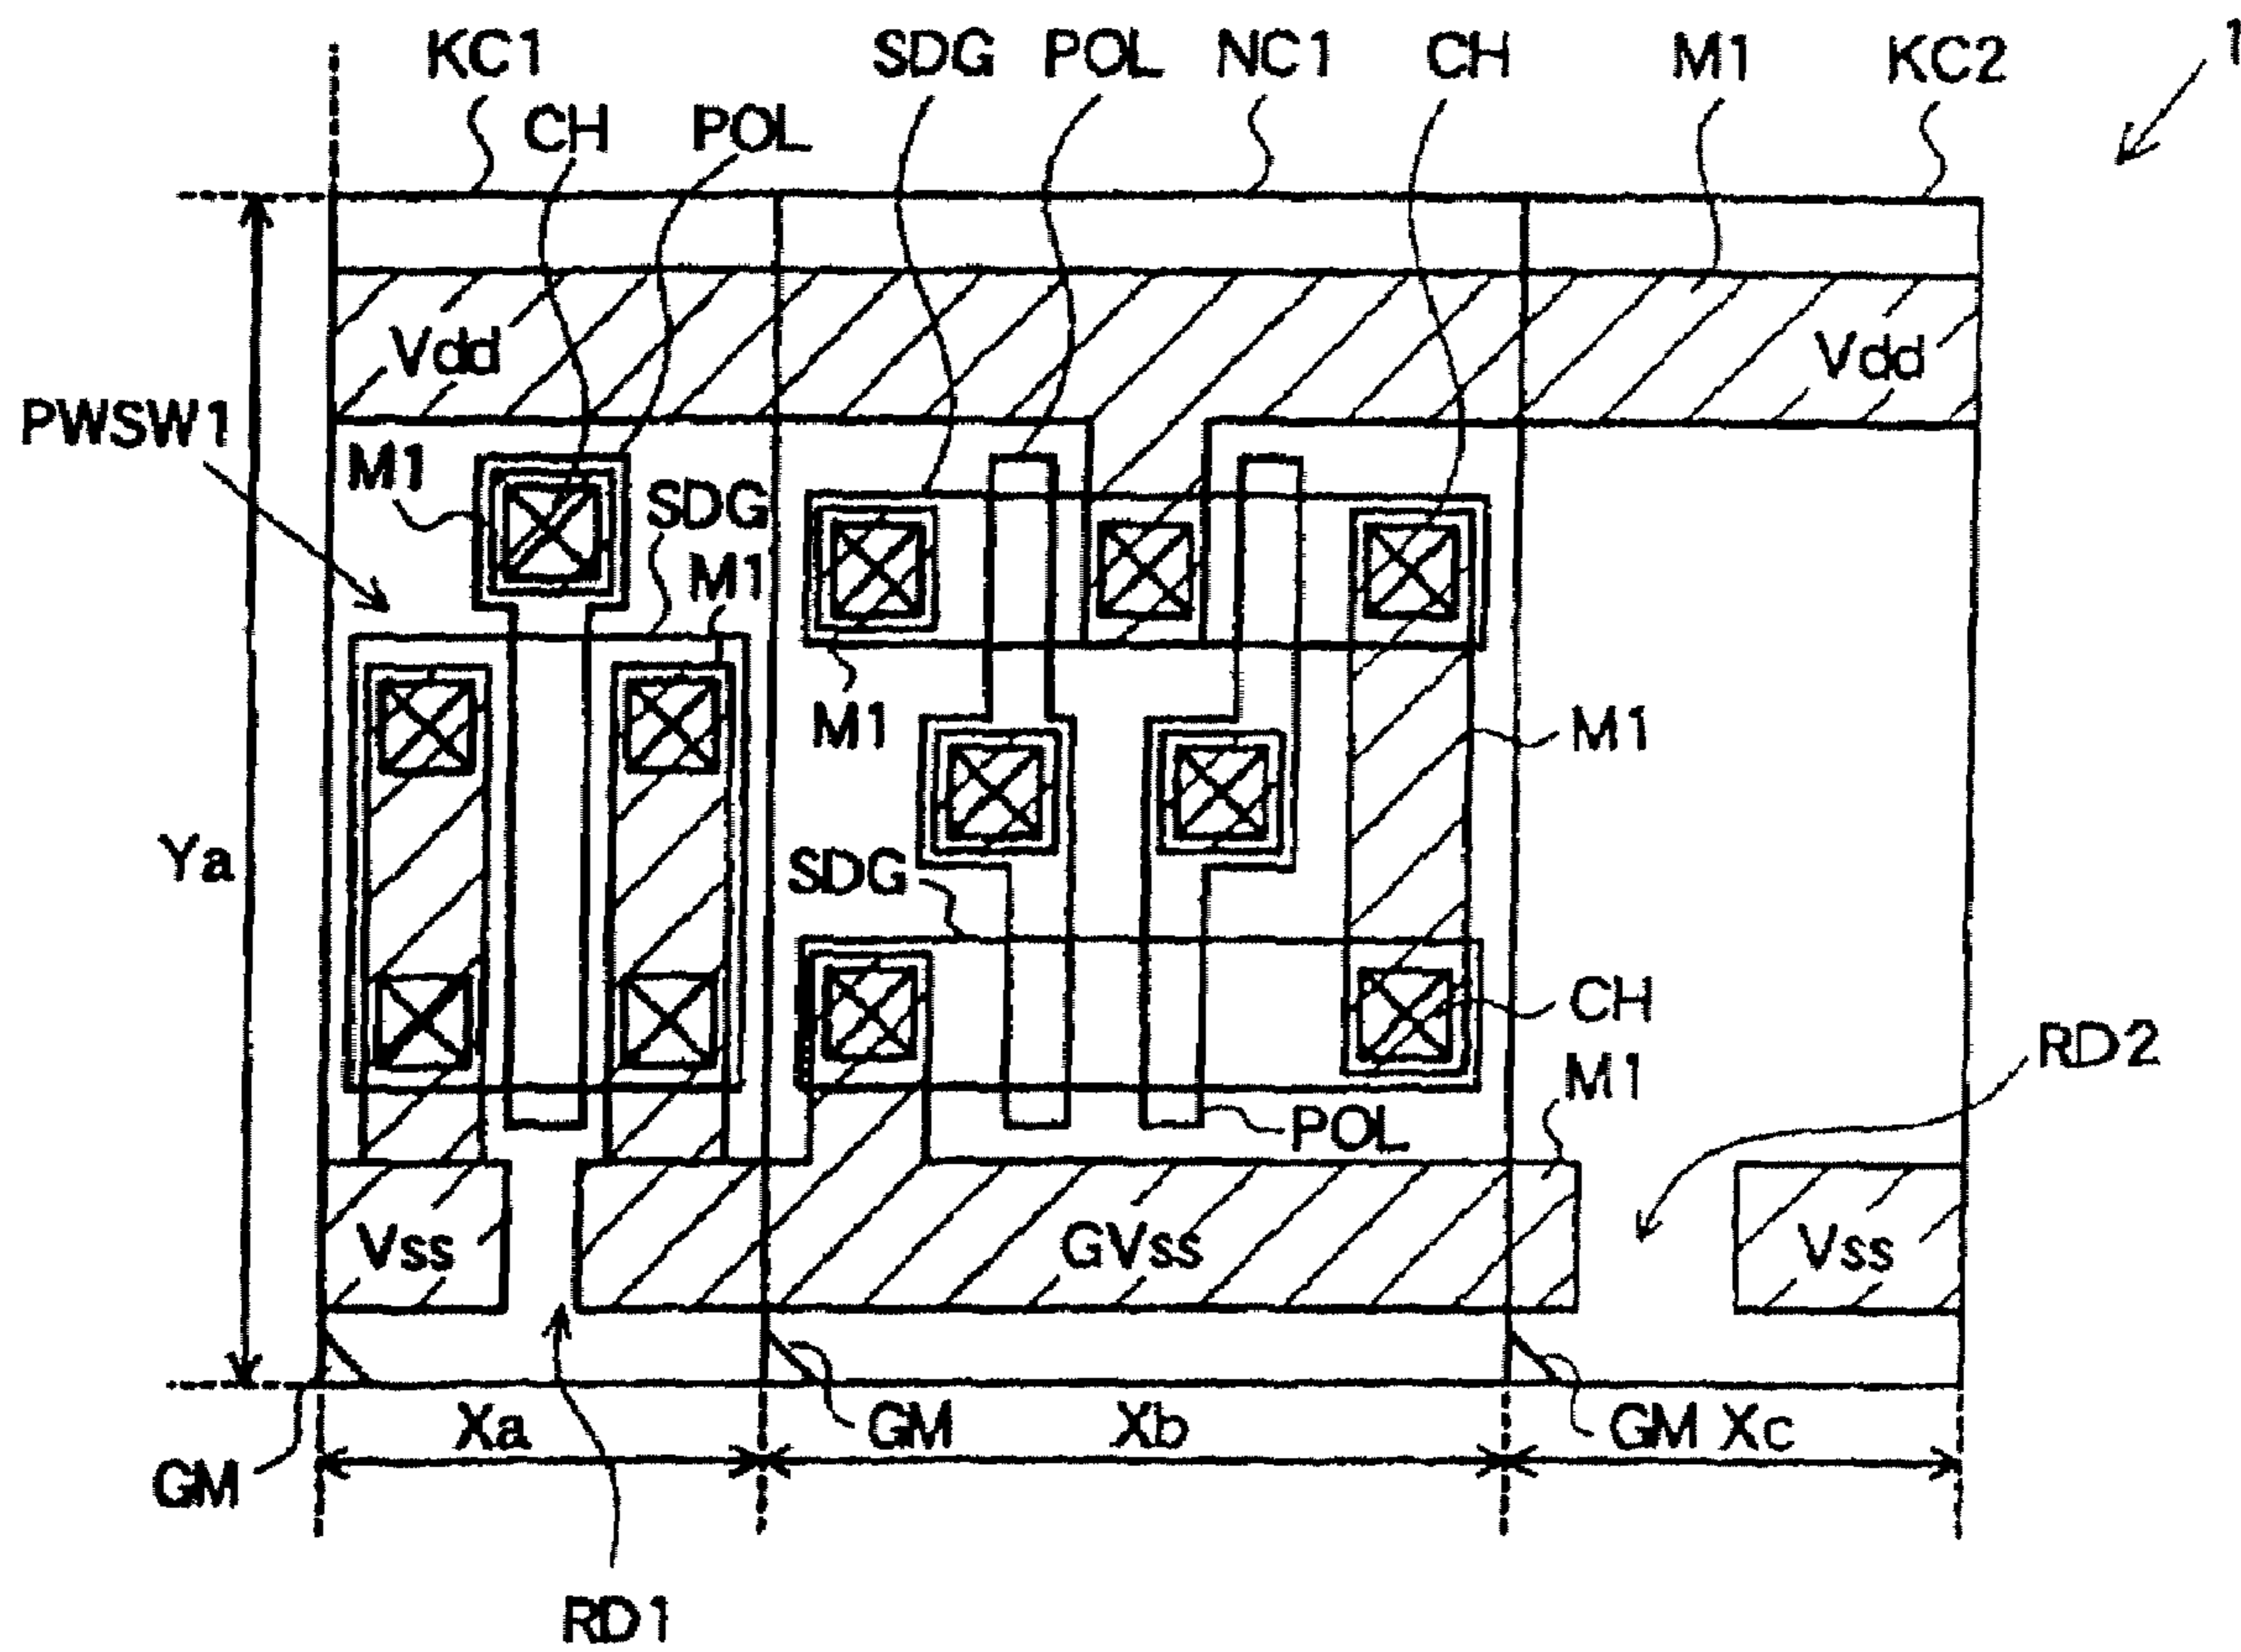 KC1
SDG
POL
NC1
CH
M1
KC2
1
CH
POL
Vdd
Vdd
PWSW1
M1
SDG
M1
M1
M1
Ya
SDG
CH
RD2
M1
POL
Vss
GVss
Vss
Xa
GM
Xb
GM
Xc
GM
RD1